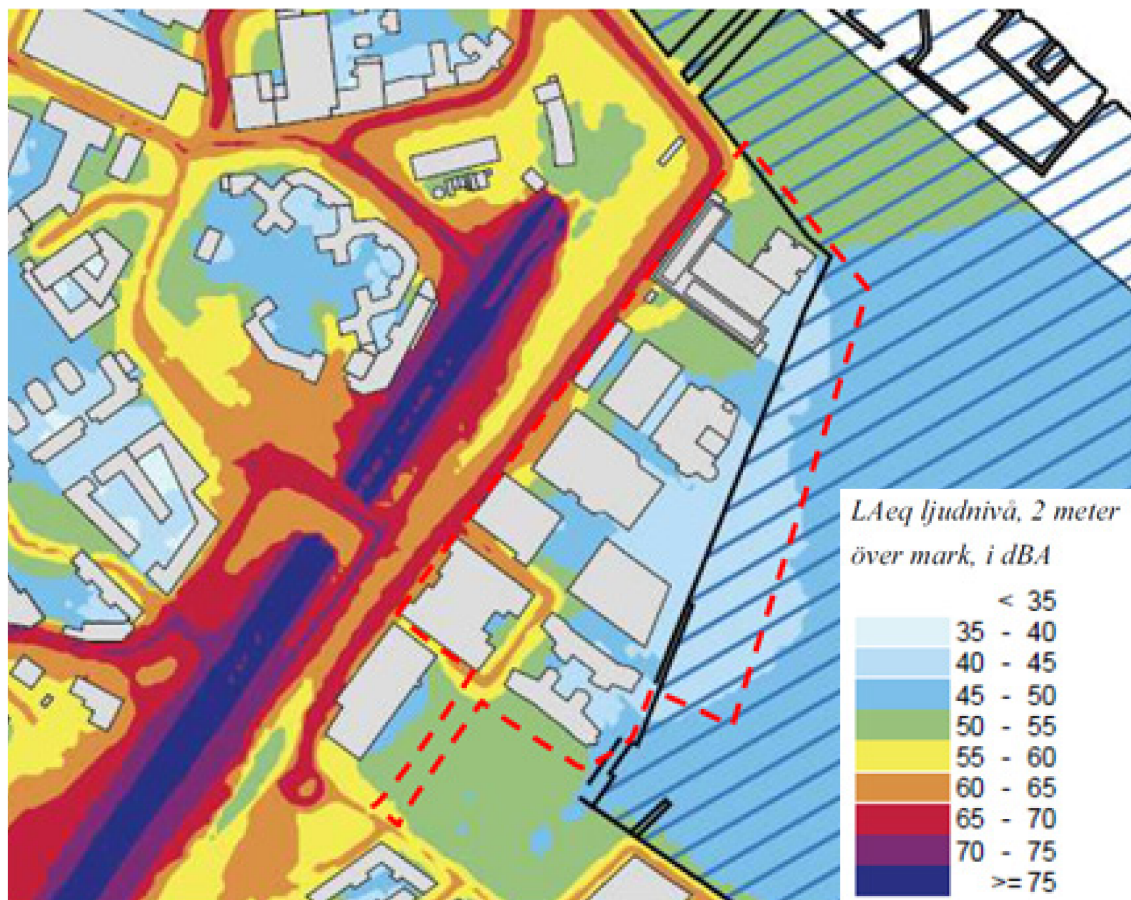 LAeq ljudnivå, 2 meter
över mark, i dBA
< 35
35 - 40
40 - 45
45 - 50
50 - 55
55 - 60
60 - 65
65 - 70
70 - 75
>= 75